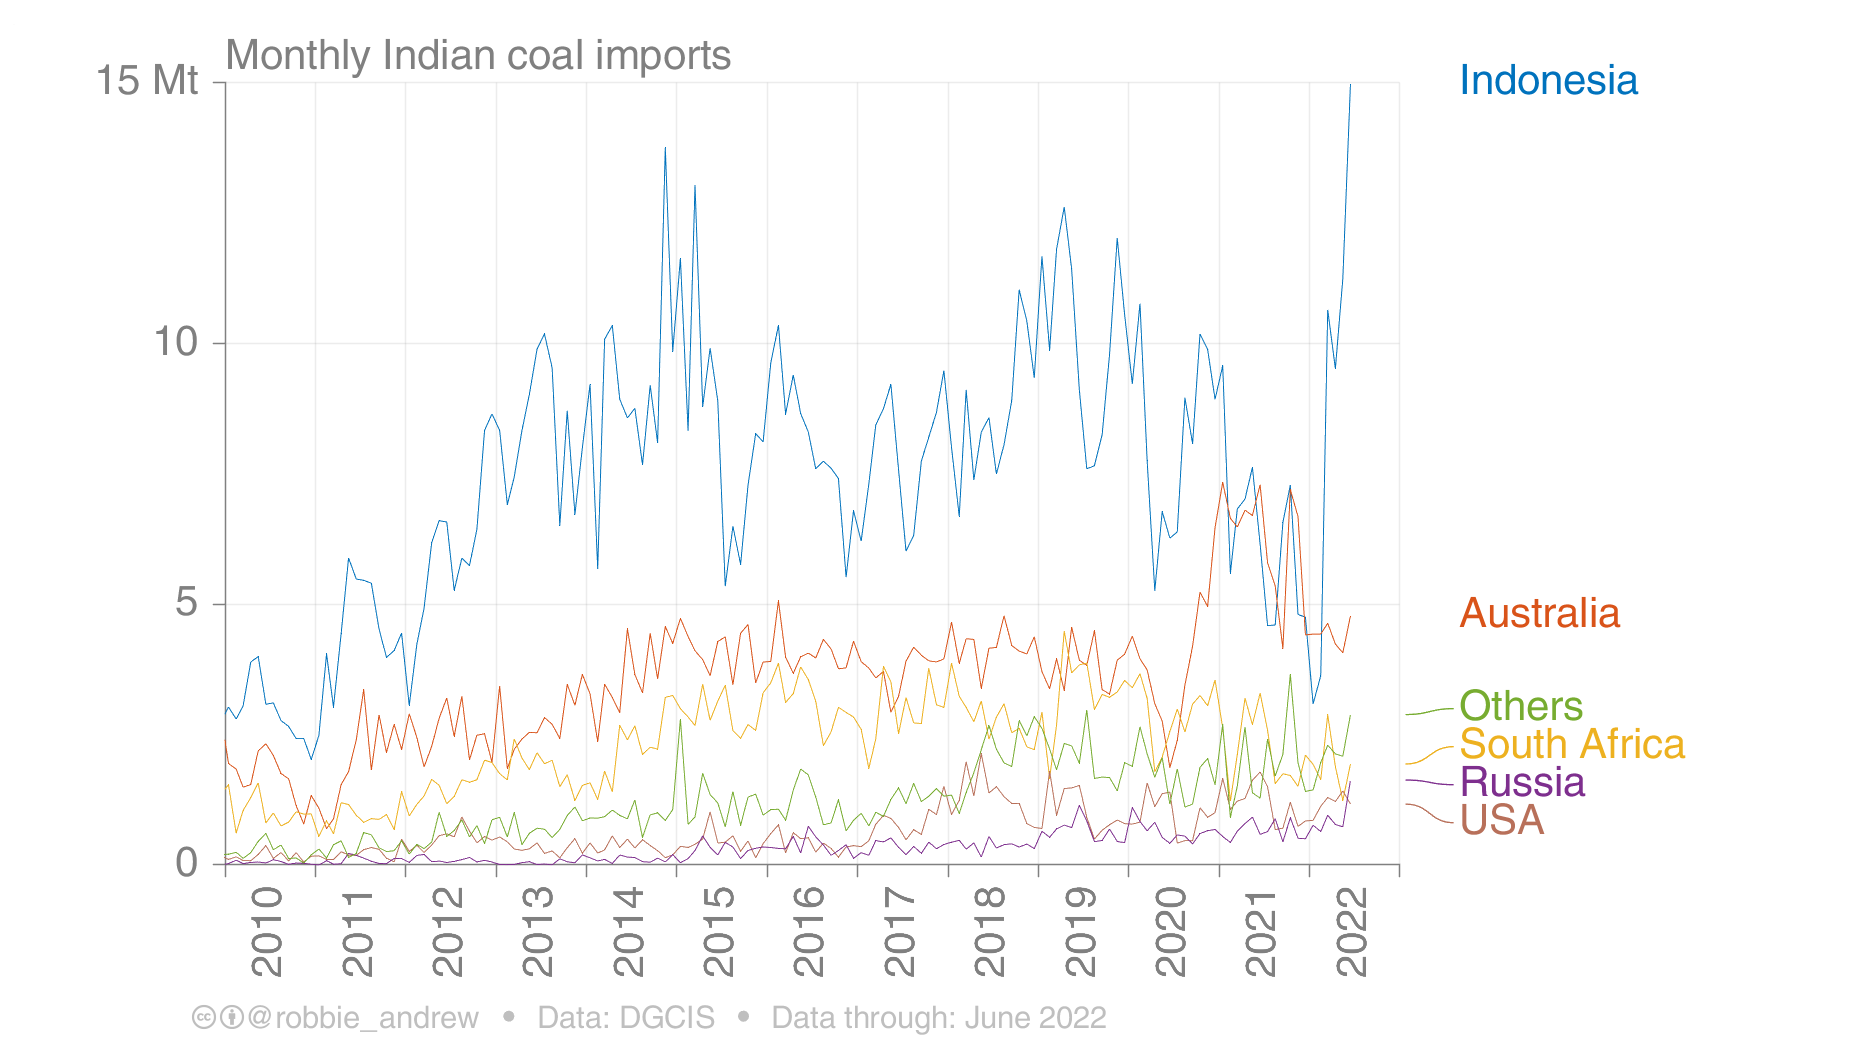 Monthly Indian coal imports
15 Mt
10
5
0
2010 2011 2012 2013 2014 2015 2016 2017 2018 2019 2020 2021 2022
Indonesia
Australia
Others
South Africa
Russia
USA
@robbie_andrew • Data: DGCIS • Data through: June 2022